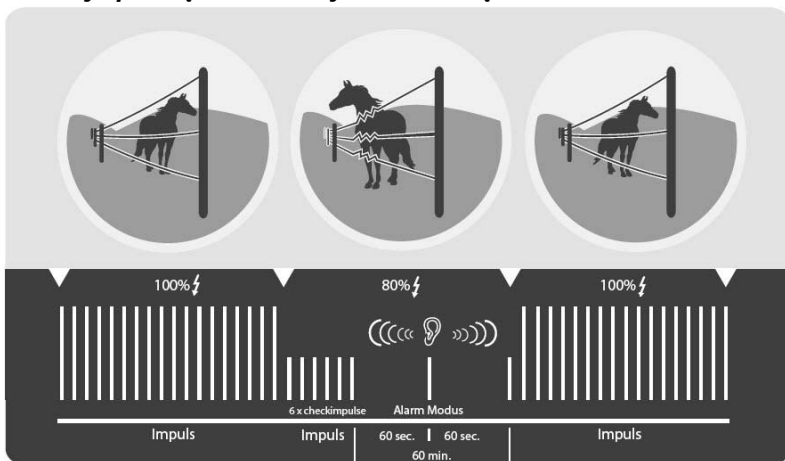 100% 80% 100%
6 x checkimpulse Alarm Modus
Impuls Impuls 60 sec. 60 sec. Impuls
60 min.